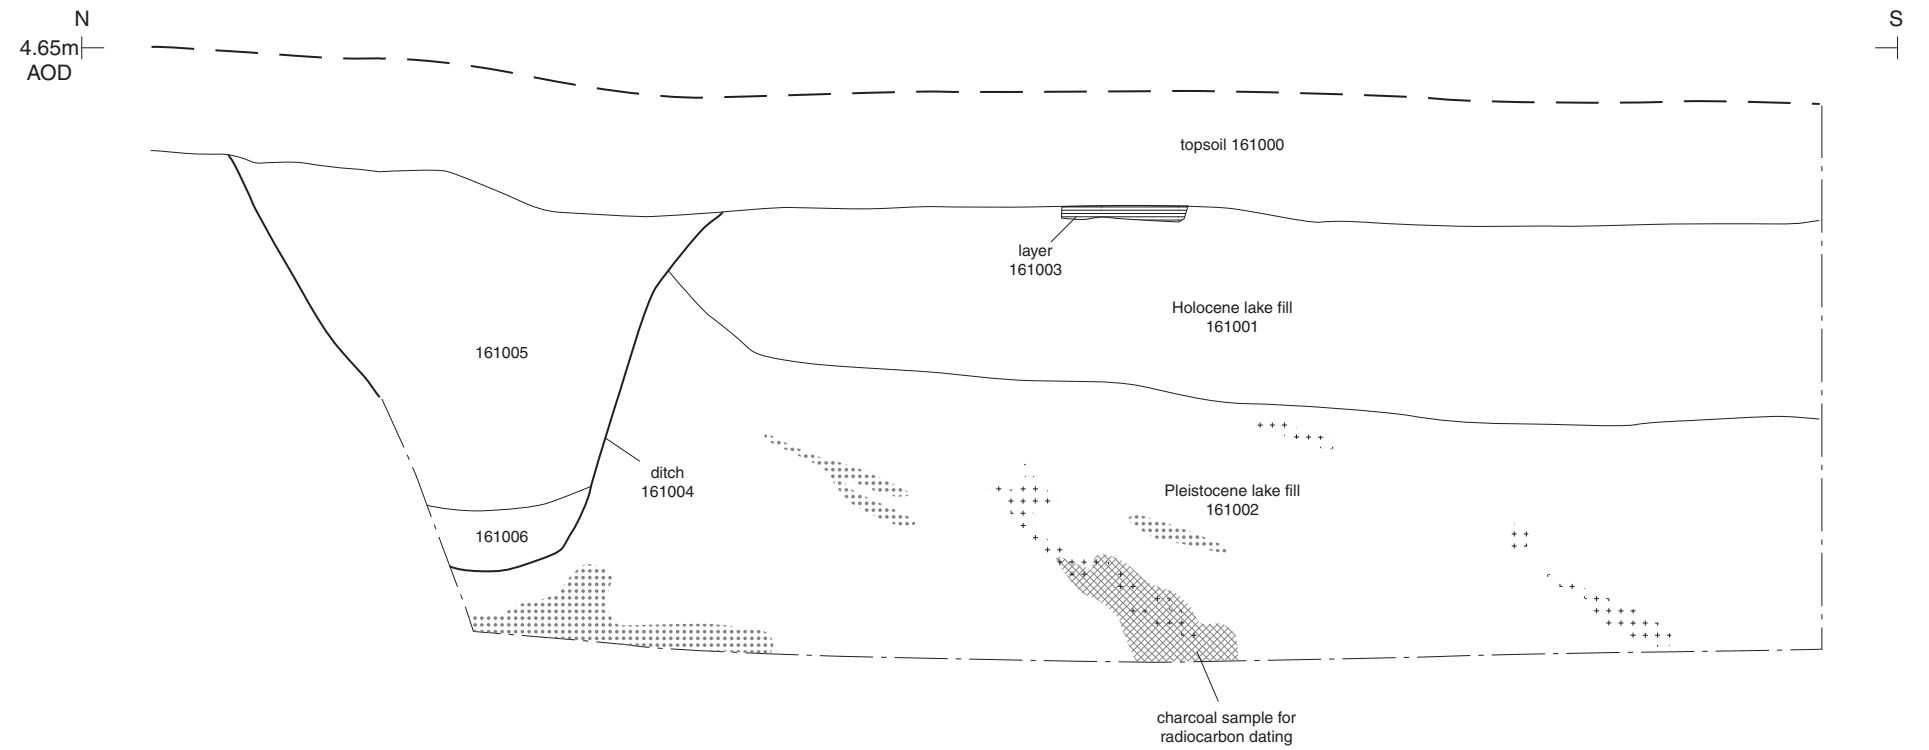 N
S
4.65m
AOD
topsoil 161000
layer
161003
Holocene lake fill
161001
161005
ditch
161004
Pleistocene lake fill
161002
161006
charcoal sample for
radiocarbon dating